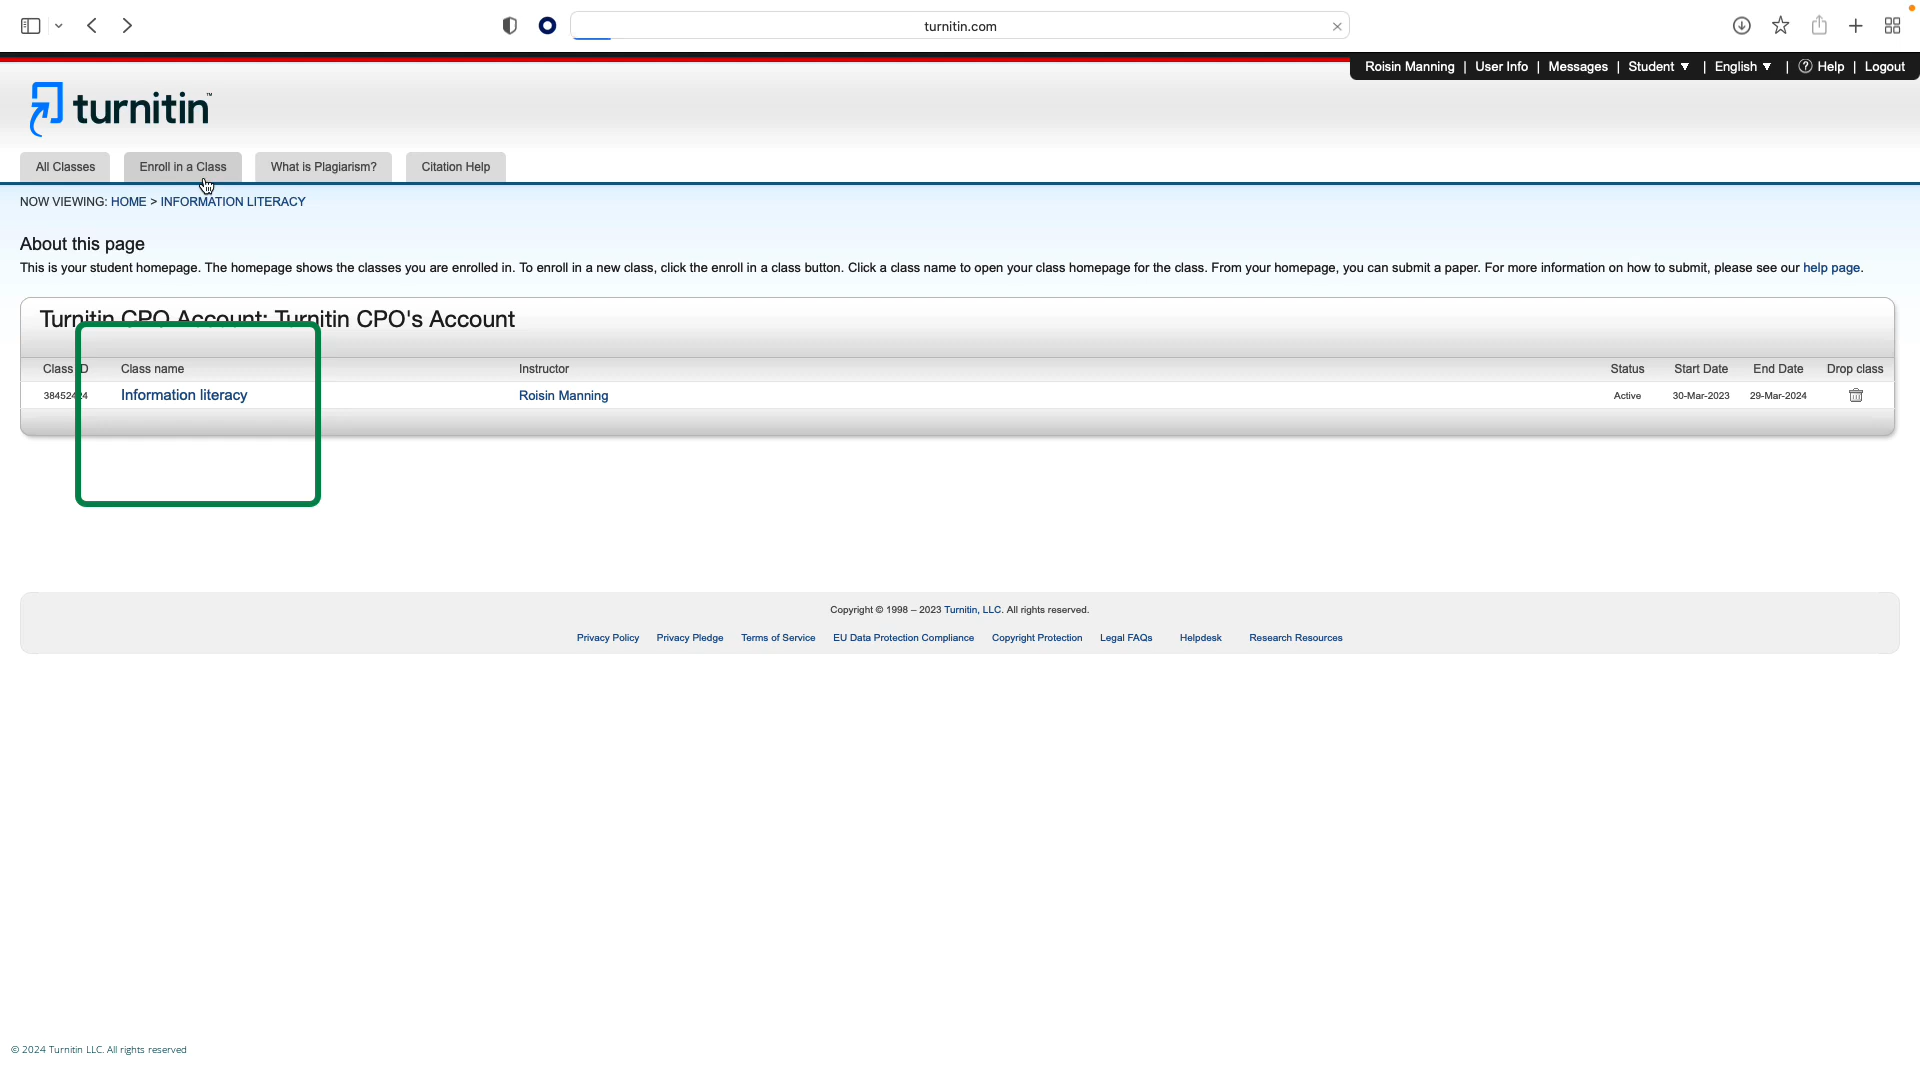 turnitin.com
Roisin Manning | User Info | Messages | Student ▼ | English ▼ | ? Help | Logout
turnitin™
All Classes Enroll in a Class What is Plagiarism? Citation Help
NOW VIEWING: HOME > INFORMATION LITERACY
About this page
This is your student homepage. The homepage shows the classes you are enrolled in. To enroll in a new class, click the enroll in a class button. Click a class name to open your class homepage for the class. From your homepage, you can submit a paper. For more information on how to submit, please see our help page.
Turnitin CPO Account: Turnitin CPO's Account
Class ID Class name Instructor Status Start Date End Date Drop class
Information literacy Roisin Manning Active 30-Mar-2023 29-Mar-2024
Copyright © 1998 – 2023 Turnitin, LLC. All rights reserved.
Privacy Policy Privacy Pledge Terms of Service EU Data Protection Compliance Copyright Protection Legal FAQs Helpdesk Research Resources
© 2024 Turnitin LLC. All rights reserved